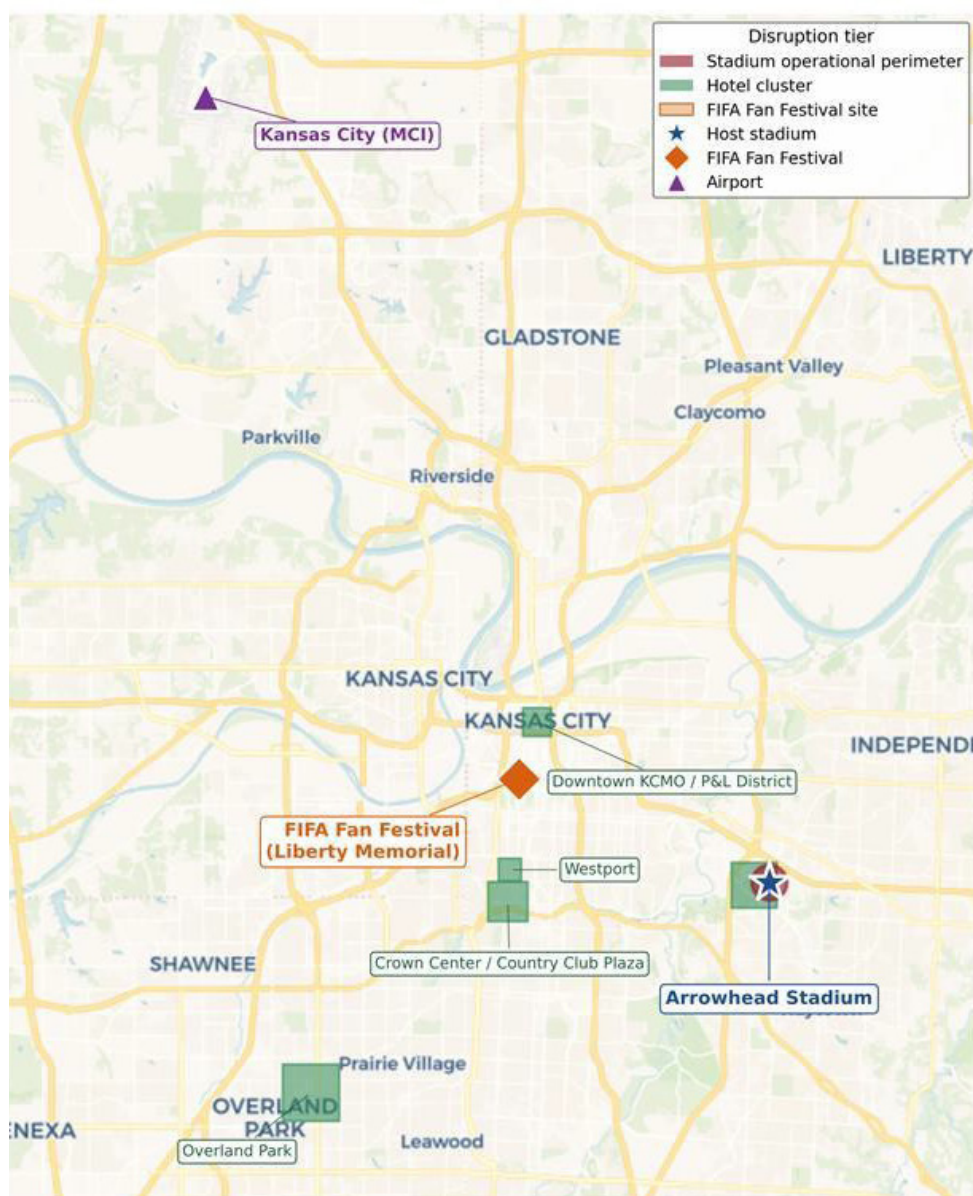 Disruption tier
Stadium operational perimeter
Hotel cluster
FIFA Fan Festival site
Host stadium
FIFA Fan Festival
Airport
Kansas City (MCI)
LIBERTY
GLADSTONE
Pleasant Valley
Claycomo
Parkville
Riverside
KANSAS CITY
KANSAS CITY
INDEPENDE
Downtown KCMO / P&L District
FIFA Fan Festival
(Liberty Memorial)
Westport
Crown Center / Country Club Plaza
SHAWNEE
Arrowhead Stadium
Prairie Village
OVERLAND
PARK
ENEXA
Overland Park
Leawood